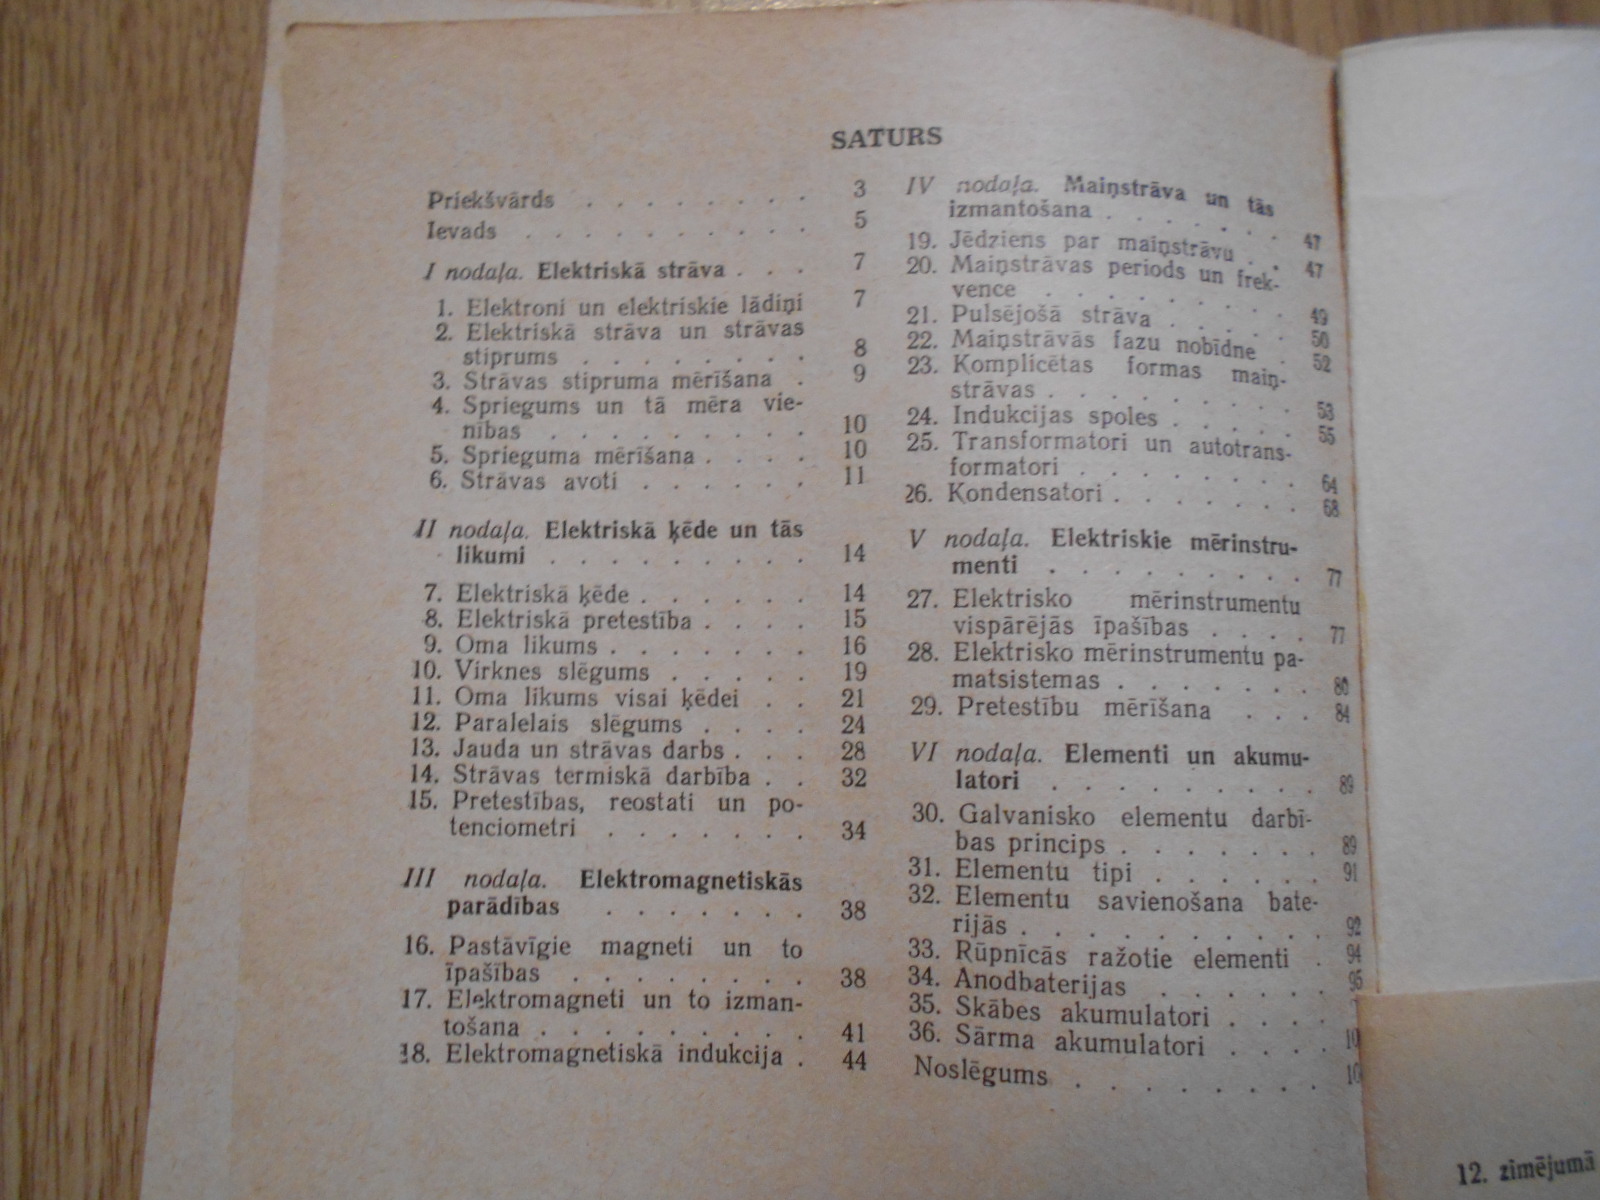 SATURS
Priekšvārds . . . . . . . . 3
Ievads . . . . . . . . . . 5
I nodaļa. Elektriskā strāva . . . 7
1. Elektroni un elektriskie lādiņi 7
2. Elektriskā strāva un strāvas
stiprums . . . . . . . . 8
3. Strāvas stipruma mērīšana . 9
4. Spriegums un tā mēra vie-
nības . . . . . . . . . 10
5. Sprieguma mērīšana . . . . 10
6. Strāvas avoti . . . . . . 11
II nodaļa. Elektriskā ķēde un tās
likumi . . . . . . . . . 14
7. Elektriskā ķēde . . . . . . 14
8. Elektriskā pretestība . . . . 15
9. Oma likums . . . . . . . 16
10. Virknes slēgums . . . . . 19
11. Oma likums visai ķēdei . . 21
12. Paralelais slēgums . . . . 24
13. Jauda un strāvas darbs . . . 28
14. Strāvas termiskā darbība . . 32
15. Pretestības, reostati un po-
tenciometri . . . . . . . 34
III nodaļa. Elektromagnetiskās
parādības . . . . . . . 38
16. Pastāvīgie magneti un to
īpašības . . . . . . . . 38
17. Elektromagneti un to izman-
tošana . . . . . . . . . 41
18. Elektromagnetiskā indukcija . 44
IV nodaļa. Maiņstrāva un tās
izmantošana . . . . . . 47
19. Jēdziens par maiņstrāvu . . 47
20. Maiņstrāvas periods un frek-
vence . . . . . . . . 49
21. Pulsējošā strāva . . . . . 50
22. Maiņstrāvās fazu nobīdne . 52
23. Komplicētas formas maiņ-
strāvas . . . . . . . . 53
24. Indukcijas spoles . . . . . 55
25. Transformatori un autotrans-
formatori . . . . . . . 64
26. Kondensatori . . . . . . . 68
V nodaļa. Elektriskie mērinstru-
menti . . . . . . . . . 77
27. Elektrisko mērinstrumentu
vispārējās īpašības . . . . 77
28. Elektrisko mērinstrumentu pa-
matsistemas . . . . . . . 80
29. Pretestību mērīšana . . . 84
VI nodaļa. Elementi un akumu-
latori . . . . . . . . . 89
30. Galvanisko elementu darbī-
bas princips . . . . . . . 89
31. Elementu tipi . . . . . . 91
32. Elementu savienošana bate-
rijās . . . . . . . . . . 92
33. Rūpnīcās ražotie elementi . 94
34. Anodbaterijas . . . . . . 95
35. Skābes akumulatori . . . .
36. Sārma akumulatori . . . . 10
Noslēgums . . . . . . . . 10
12. zīmējumā